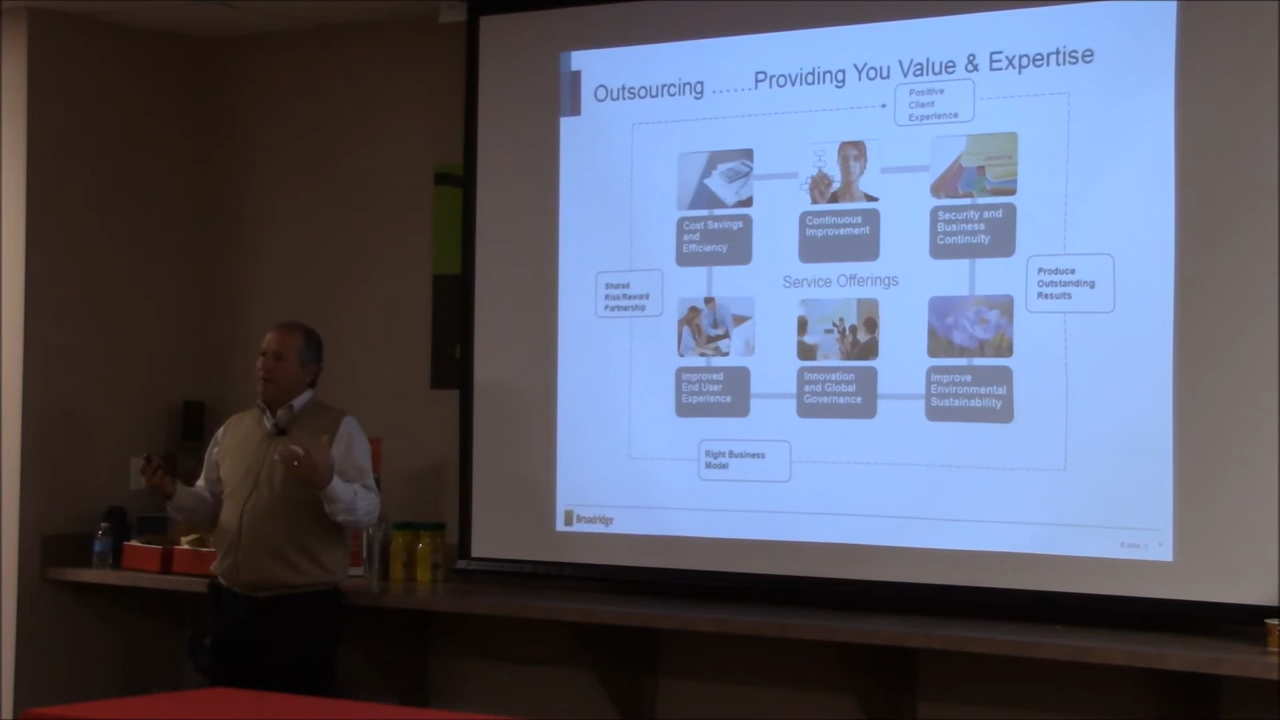 Outsourcing ......Providing You Value & Expertise
Positive
Client
Experience
Cost Savings
and
Efficiency
Continuous
Improvement
Security and
Business
Continuity
Service Offerings
Shared
Risk/Reward
Partnership
Produce
Outstanding
Results
Improved
End User
Experience
Innovation
and Global
Governance
Improve
Environmental
Sustainability
Right Business
Model
Broadridge